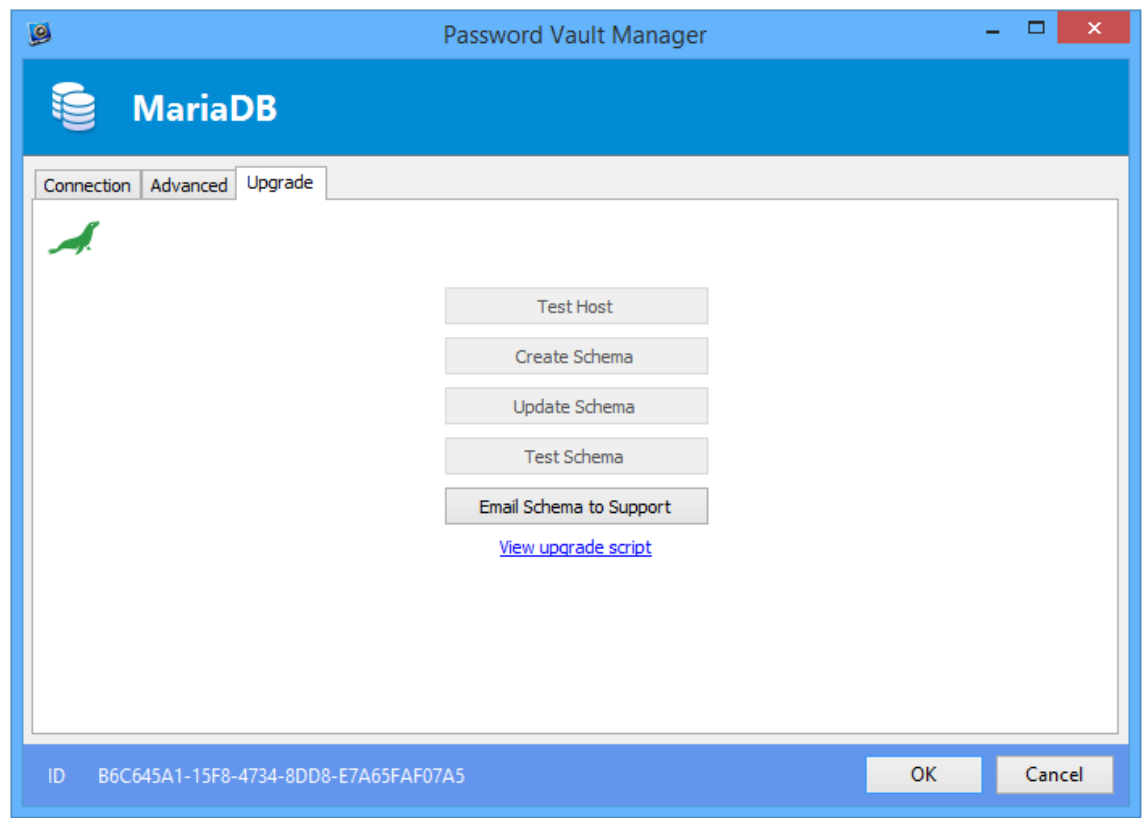 Password Vault Manager
MariaDB
Connection Advanced Upgrade
Test Host
Create Schema
Update Schema
Test Schema
Email Schema to Support
View upgrade script
ID B6C645A1-15F8-4734-8DD8-E7A65FAF07A5 OK Cancel